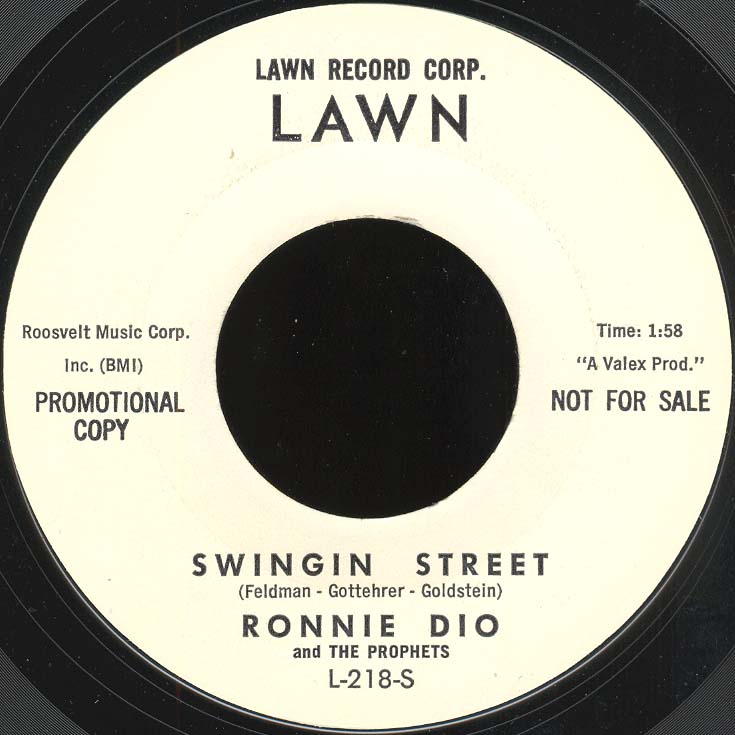 LAWN RECORD CORP.
LAWN
Roosvelt Music Corp.
Inc. (BMI)
PROMOTIONAL
COPY
Time: 1:58
"A Valex Prod."
NOT FOR SALE
SWINGIN STREET
(Feldman - Gottehrer - Goldstein)
RONNIE DIO
and THE PROPHETS
L-218-S